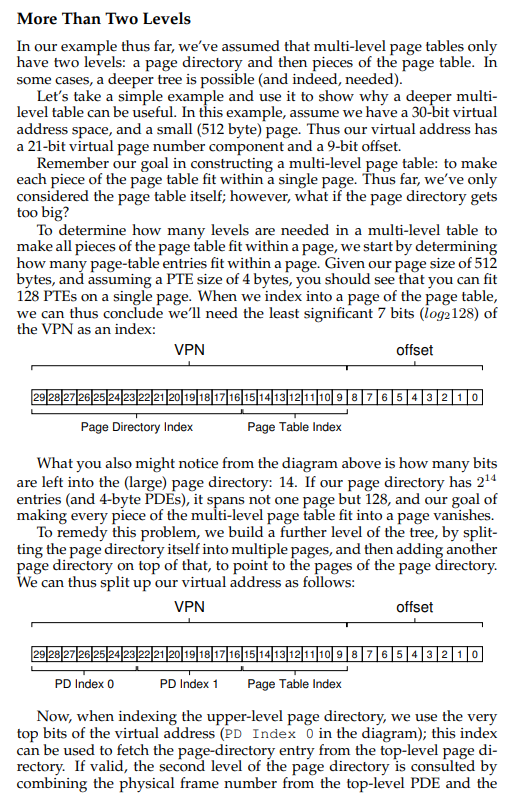 More Than Two Levels
In our example thus far, we've assumed that multi-level page tables only
have two levels: a page directory and then pieces of the page table. In
some cases, a deeper tree is possible (and indeed, needed).
Let's take a simple example and use it to show why a deeper multi-
level table can be useful. In this example, assume we have a 30-bit virtual
address space, and a small (512 byte) page. Thus our virtual address has
a 21-bit virtual page number component and a 9-bit offset.
Remember our goal in constructing a multi-level page table: to make
each piece of the page table fit within a single page. Thus far, we've only
considered the page table itself; however, what if the page directory gets
too big?
To determine how many levels are needed in a multi-level table to
make all pieces of the page table fit within a page, we start by determining
how many page-table entries fit within a page. Given our page size of 512
bytes, and assuming a PTE size of 4 bytes, you should see that you can fit
128 PTEs on a single page. When we index into a page of the page table,
we can thus conclude we'll need the least significant 7 bits (log₂128) of
the VPN as an index:
VPN offset
29 28 27 26 25 24 23 22 21 20 19 18 17 16 15 14 13 12 11 10 9 8 7 6 5 4 3 2 1 0
Page Directory Index Page Table Index
What you also might notice from the diagram above is how many bits
are left into the (large) page directory: 14. If our page directory has 2¹⁴
entries (and 4-byte PDEs), it spans not one page but 128, and our goal of
making every piece of the multi-level page table fit into a page vanishes.
To remedy this problem, we build a further level of the tree, by split-
ting the page directory itself into multiple pages, and then adding another
page directory on top of that, to point to the pages of the page directory.
We can thus split up our virtual address as follows:
VPN offset
29 28 27 26 25 24 23 22 21 20 19 18 17 16 15 14 13 12 11 10 9 8 7 6 5 4 3 2 1 0
PD Index 0 PD Index 1 Page Table Index
Now, when indexing the upper-level page directory, we use the very
top bits of the virtual address (PD Index 0 in the diagram); this index
can be used to fetch the page-directory entry from the top-level page di-
rectory. If valid, the second level of the page directory is consulted by
combining the physical frame number from the top-level PDE and the